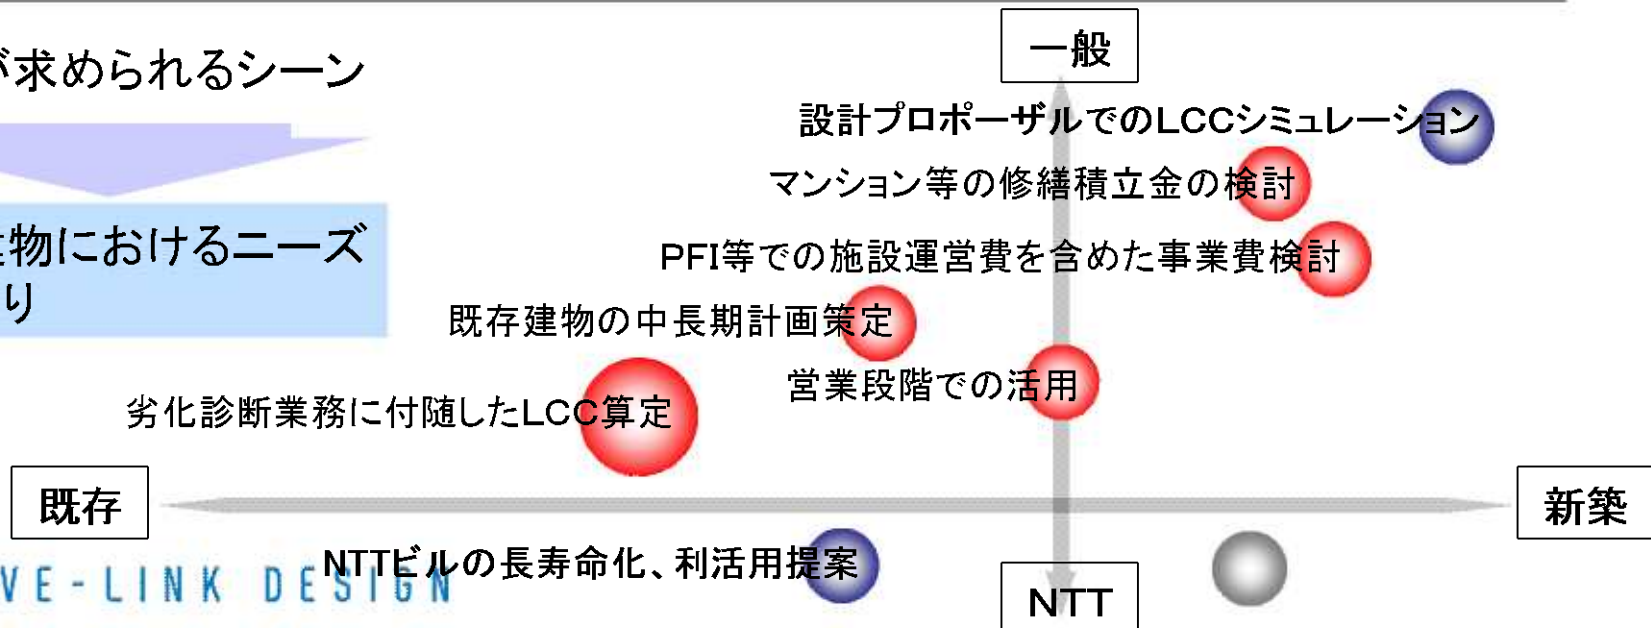 一般
が求められるシーン
設計プロポーザルでのLCCシミュレーション
マンション等の修繕積立金の検討
建物におけるニーズ
り
PFI等での施設運営費を含めた事業費検討
既存建物の中長期計画策定
営業段階での活用
劣化診断業務に付随したLCC算定
既存
新築
NTTビルの長寿命化、利活用提案
VE-LINK DESIGN
NTT